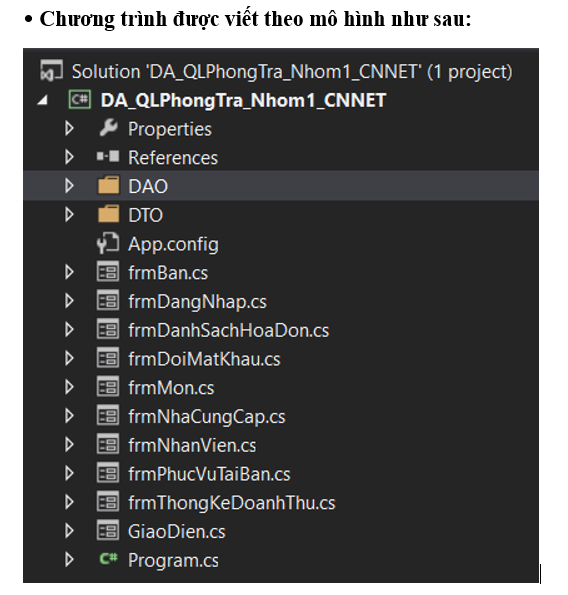 • Chương trình được viết theo mô hình như sau:
Solution 'DA_QLPhongTra_Nhom1_CNNET' (1 project)
C# DA_QLPhongTra_Nhom1_CNNET
Properties
References
DAO
DTO
App.config
frmBan.cs
frmDangNhap.cs
frmDanhSachHoaDon.cs
frmDoiMatKhau.cs
frmMon.cs
frmNhaCungCap.cs
frmNhanVien.cs
frmPhucVuTaiBan.cs
frmThongKeDoanhThu.cs
GiaoDien.cs
C# Program.cs